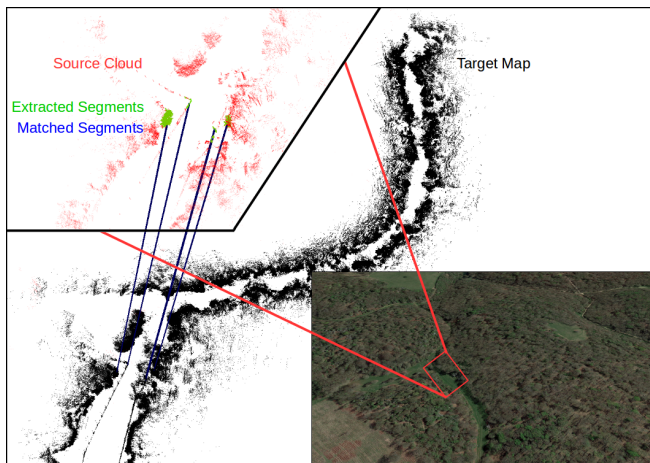 Source Cloud
Target Map
Extracted Segments
Matched Segments